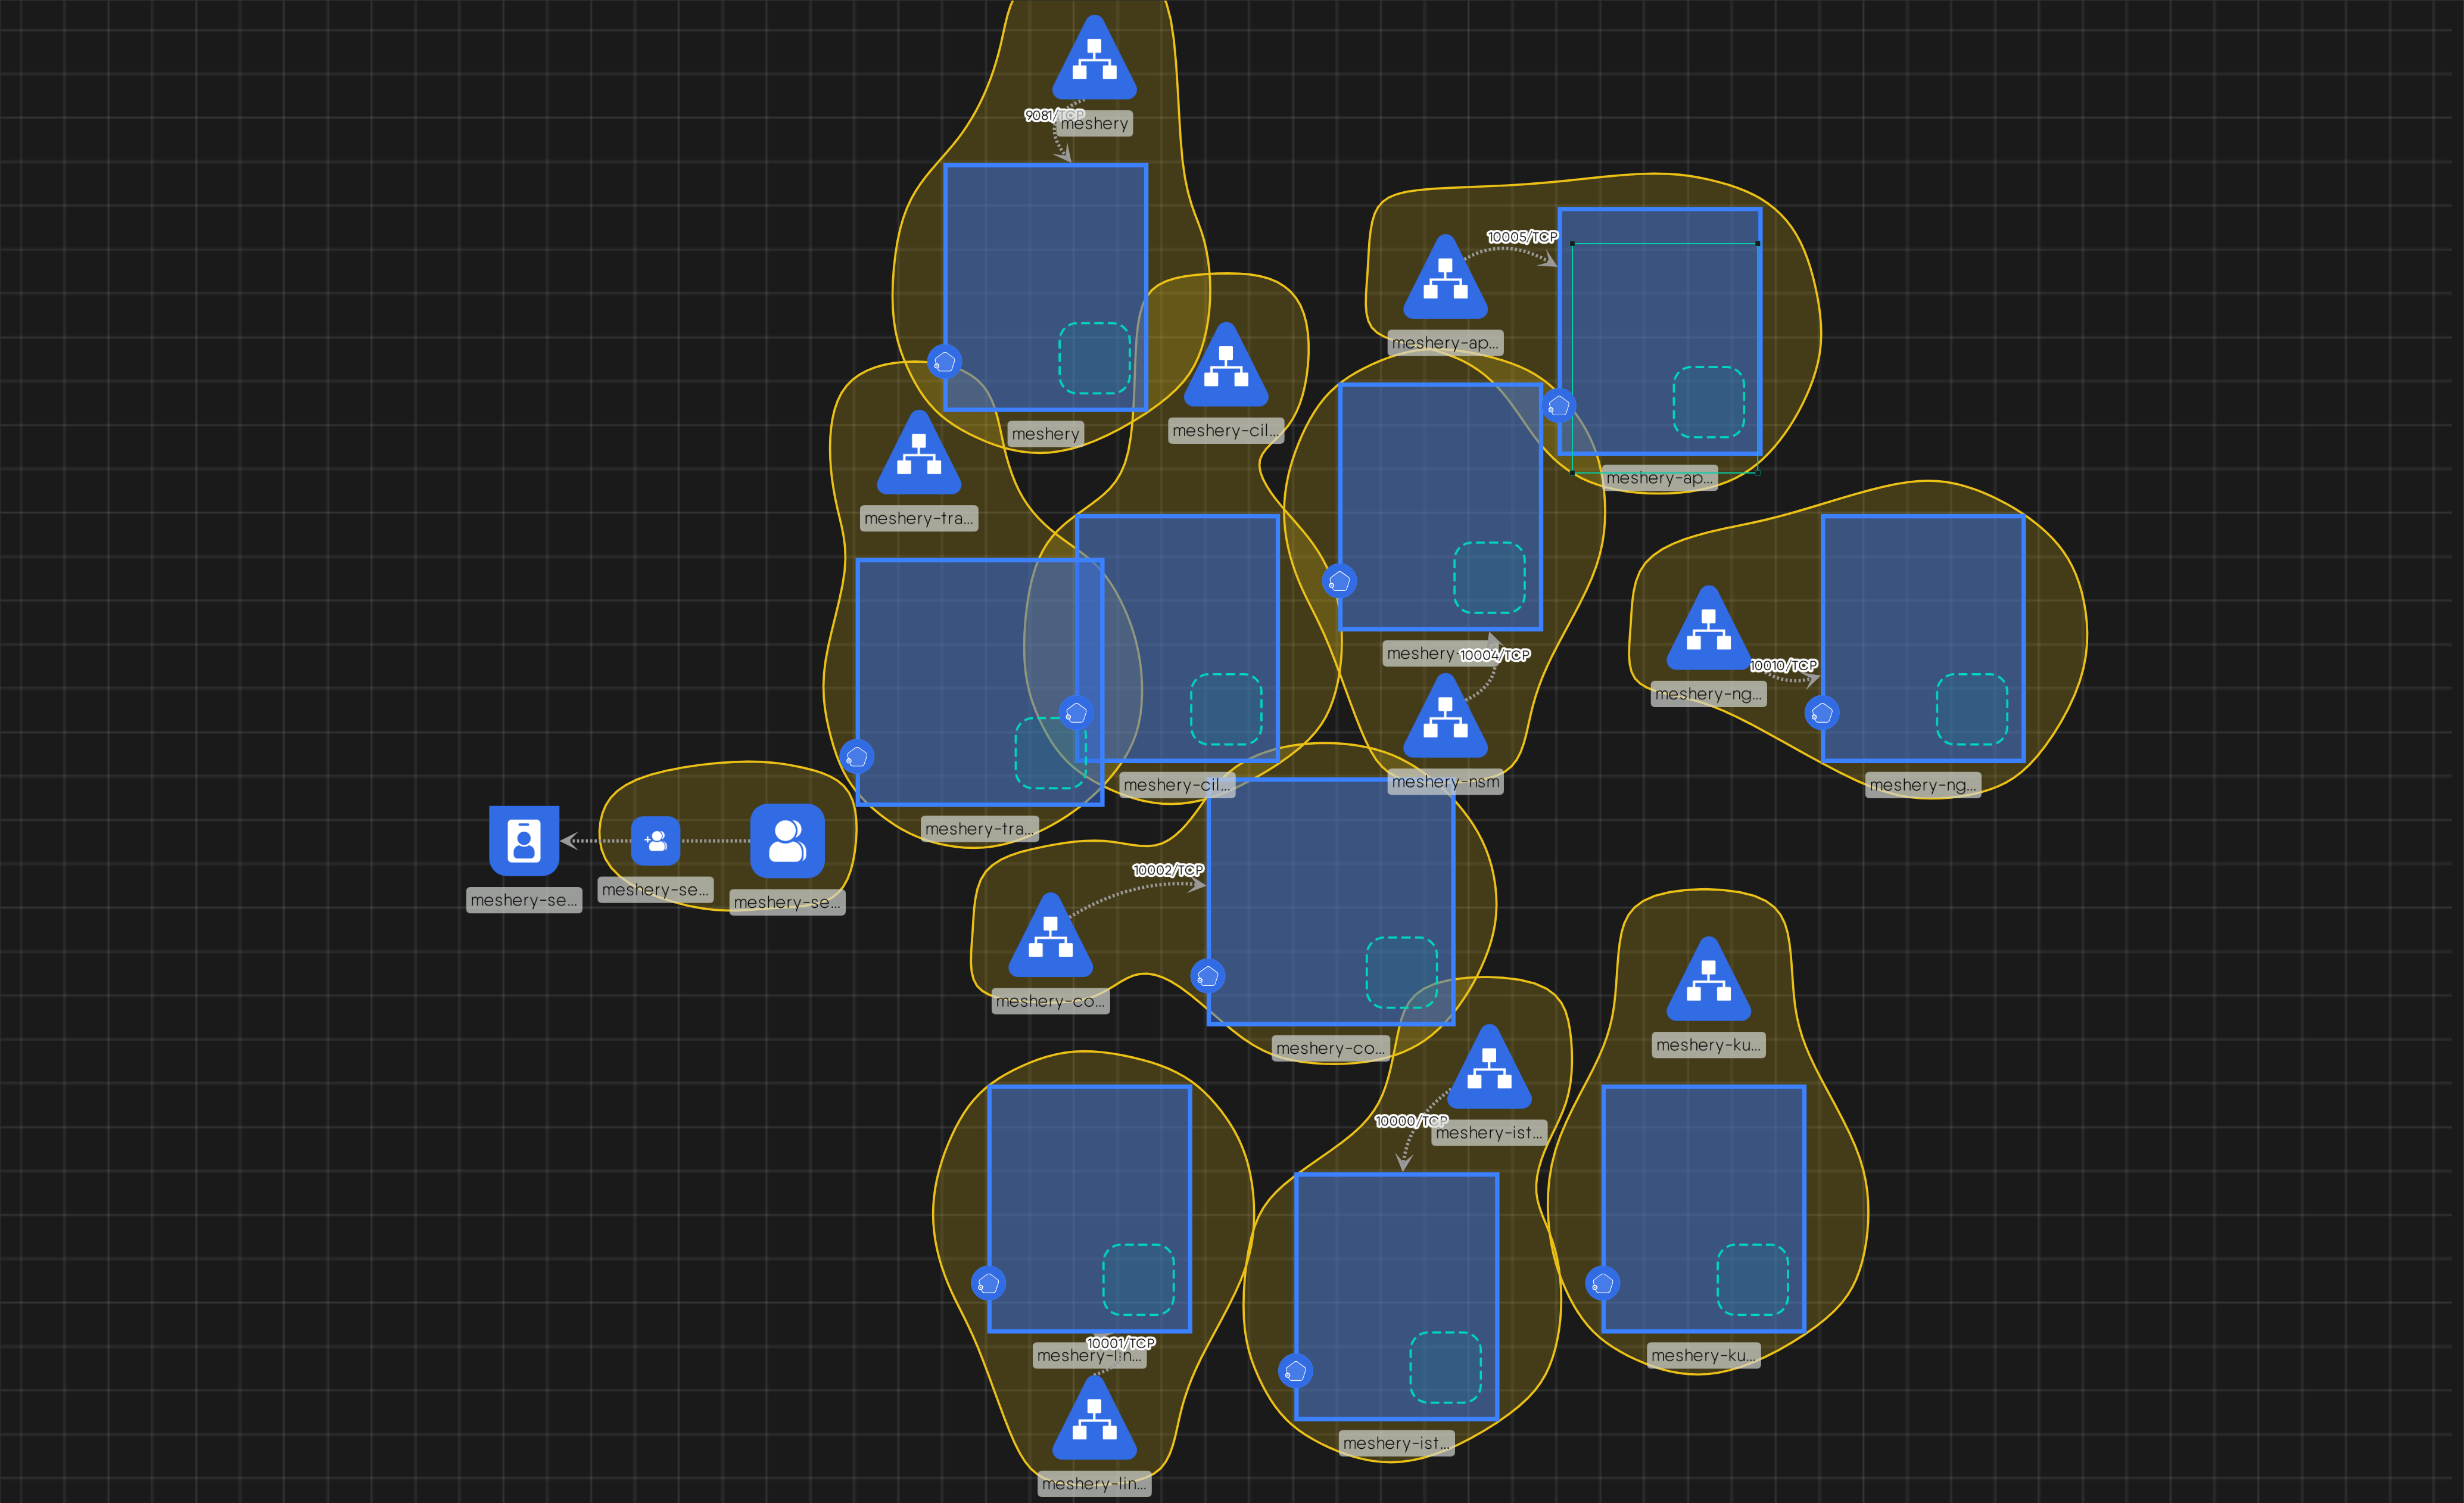 9081/TCP
meshery
meshery
10005/TCP
meshery-ap...
meshery-cil...
meshery-ap...
meshery-tra...
meshery-
10004/TCP
10010/TCP
meshery-ng...
meshery-nsm
meshery-cil...
meshery-ng...
meshery-tra...
10002/TCP
meshery-se...
meshery-se...
meshery-se...
meshery-co...
meshery-co...
meshery-ku...
10000/TCP
meshery-ist...
10001/TCP
meshery-lin...
meshery-ku...
meshery-ist...
meshery-lin...